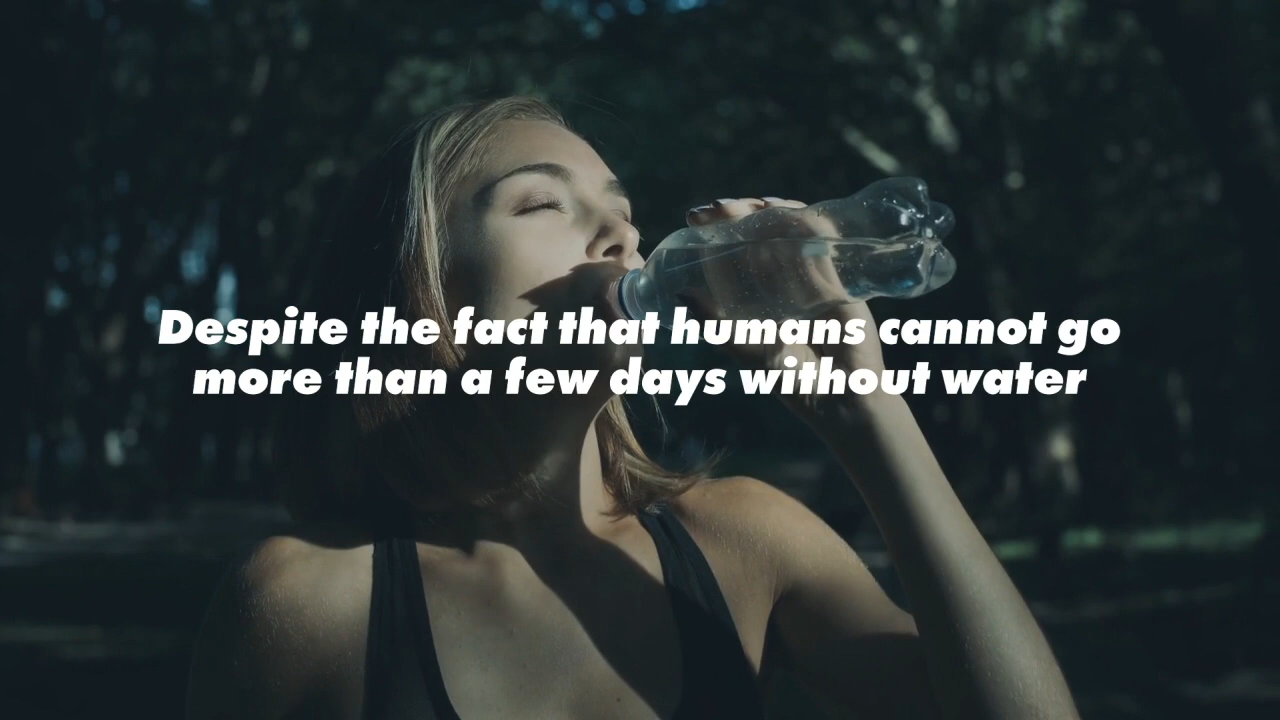 Despite the fact that humans cannot go
more than a few days without water